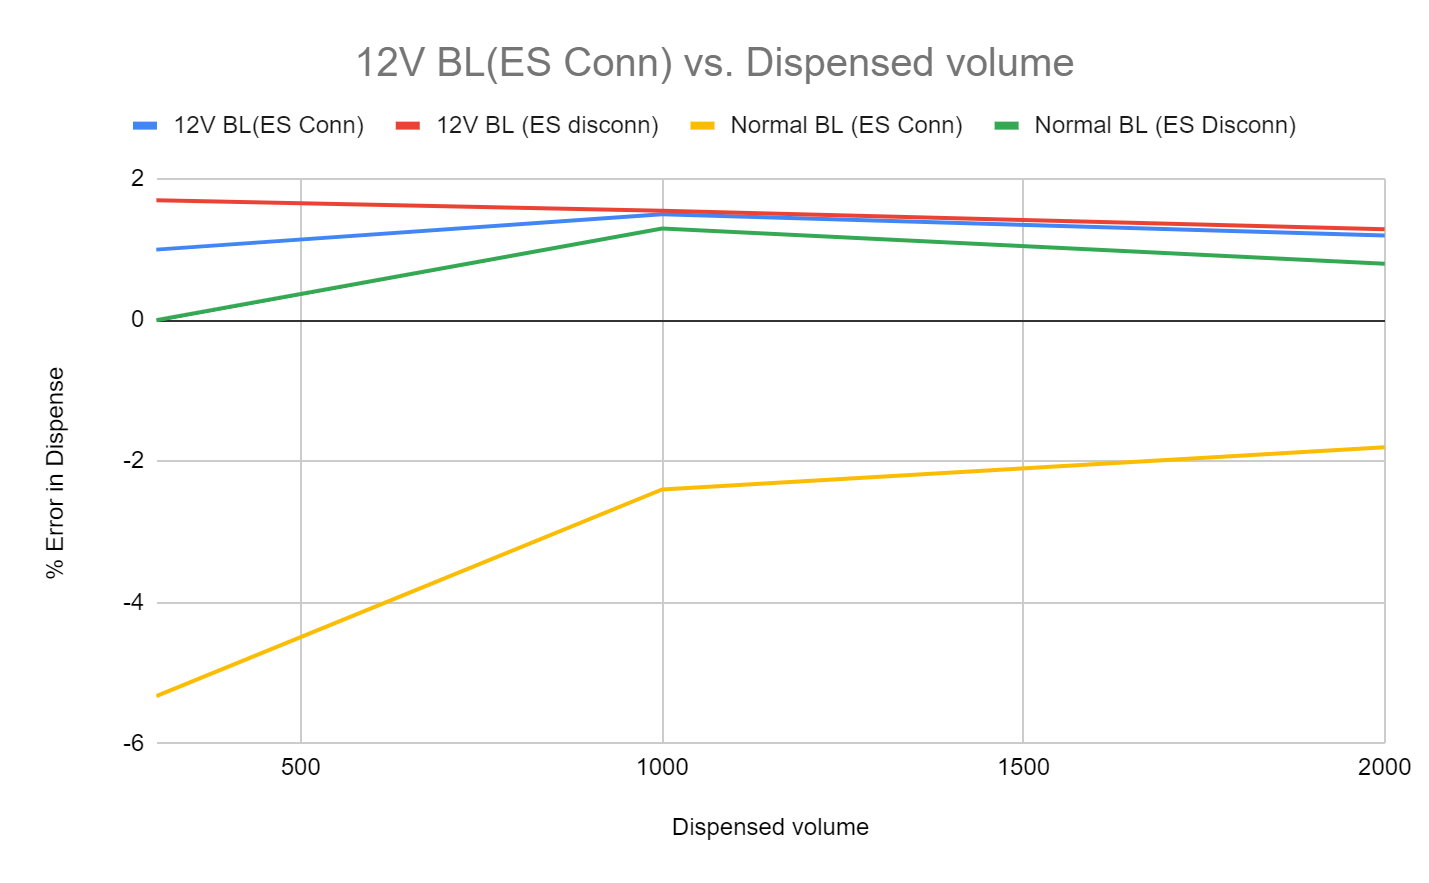 12V BL(ES Conn) vs. Dispensed volume
12V BL(ES Conn) 12V BL (ES disconn) Normal BL (ES Conn) Normal BL (ES Disconn)
2
0
-2
-4
-6
% Error in Dispense
500 1000 1500 2000
Dispensed volume